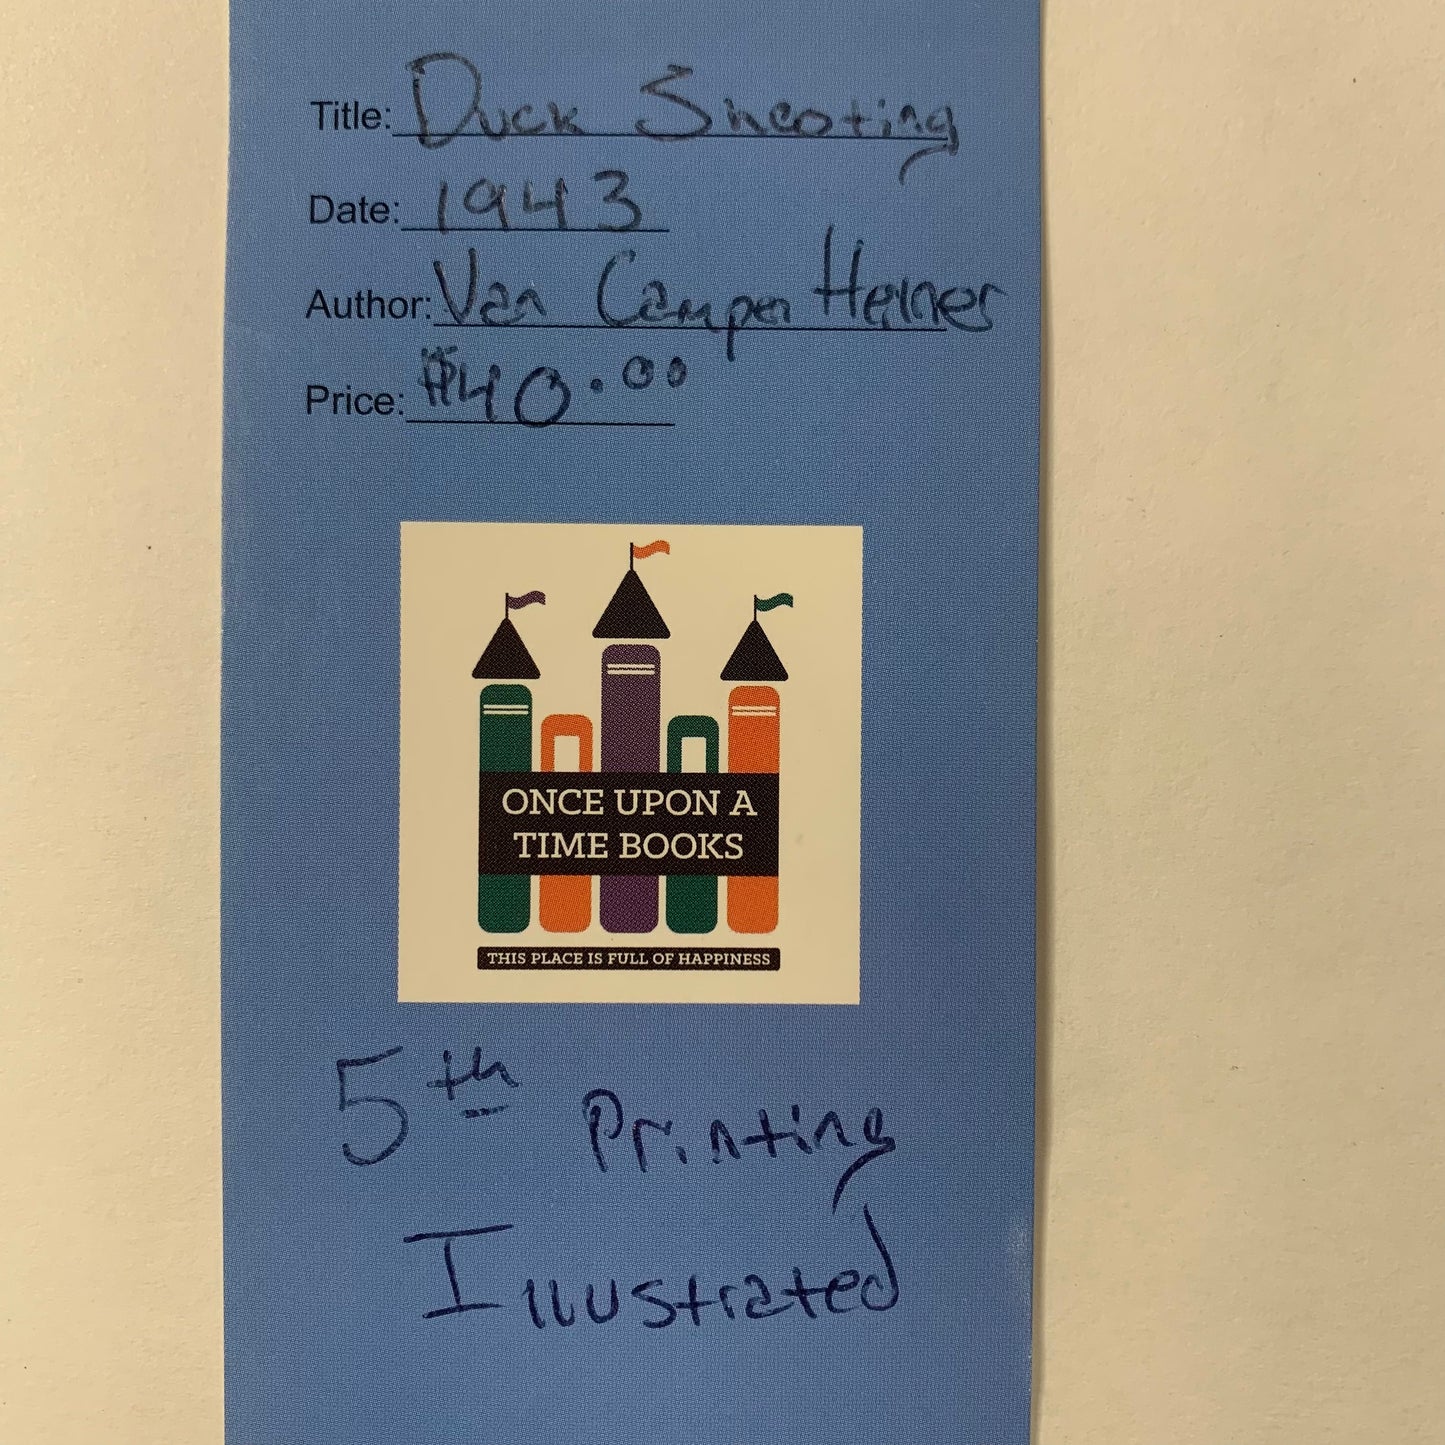 Title: Duck Shooting
Date: 1943
Author: Van Campen Heilner
Price: $40.00
ONCE UPON A
TIME BOOKS
THIS PLACE IS FULL OF HAPPINESS
5th Printing
Illustrated